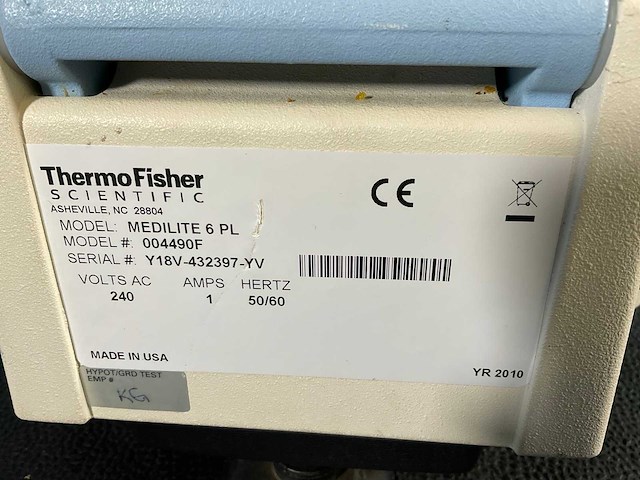 ThermoFisher
SCIENTIFIC
ASHEVILLE, NC 28804
MODEL: MEDILITE 6 PL
MODEL #: 004490F
SERIAL #: Y18V-432397-YV
VOLTS AC AMPS HERTZ
240 1 50/60
CE
MADE IN USA
YR 2010
HYPOT/GRD TEST
EMP #
KG